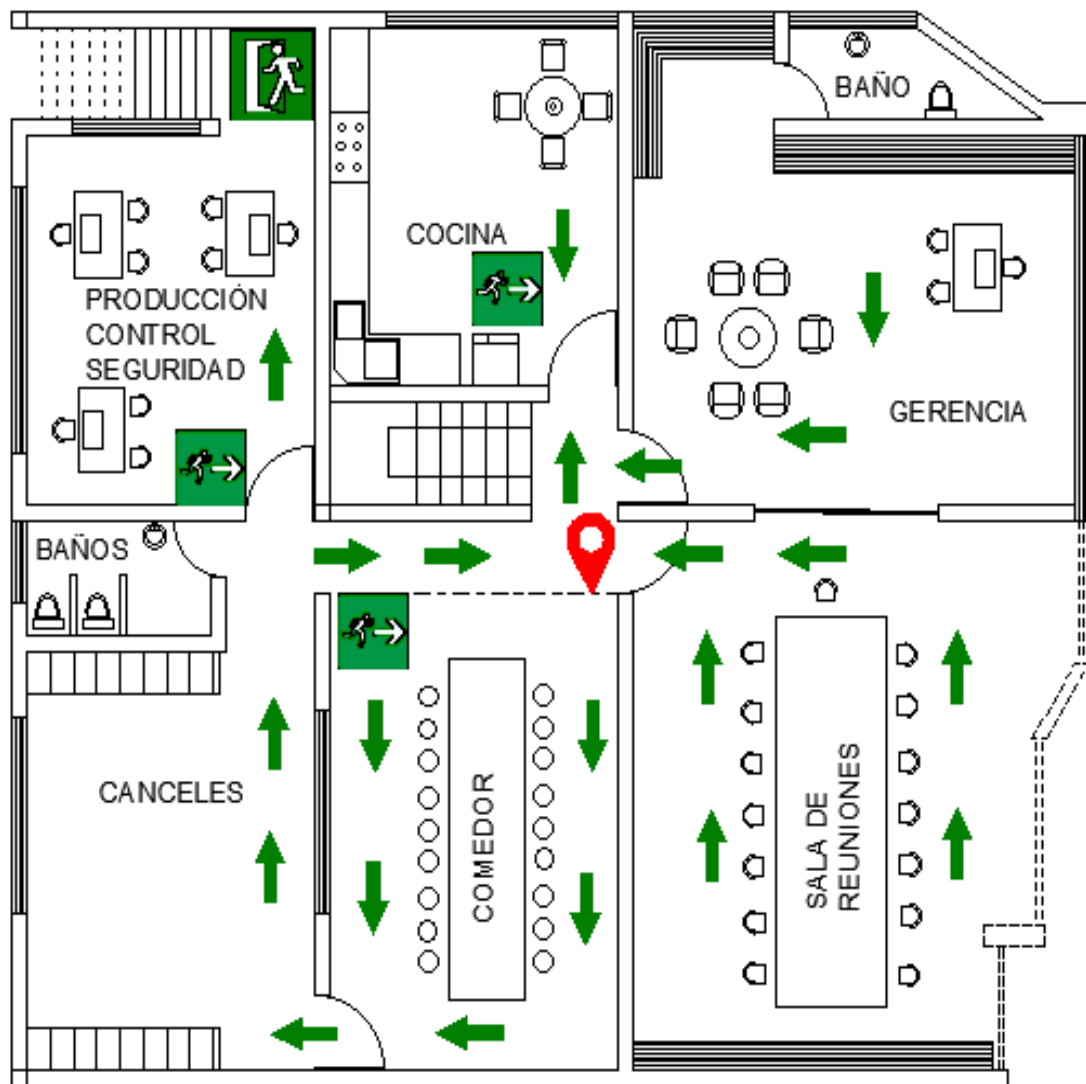 BAÑO
COCINA
PRODUCCIÓN
CONTROL
SEGURIDAD
GERENCIA
BAÑOS
CANCELES
COMEDOR
SALA DE
REUNIONES